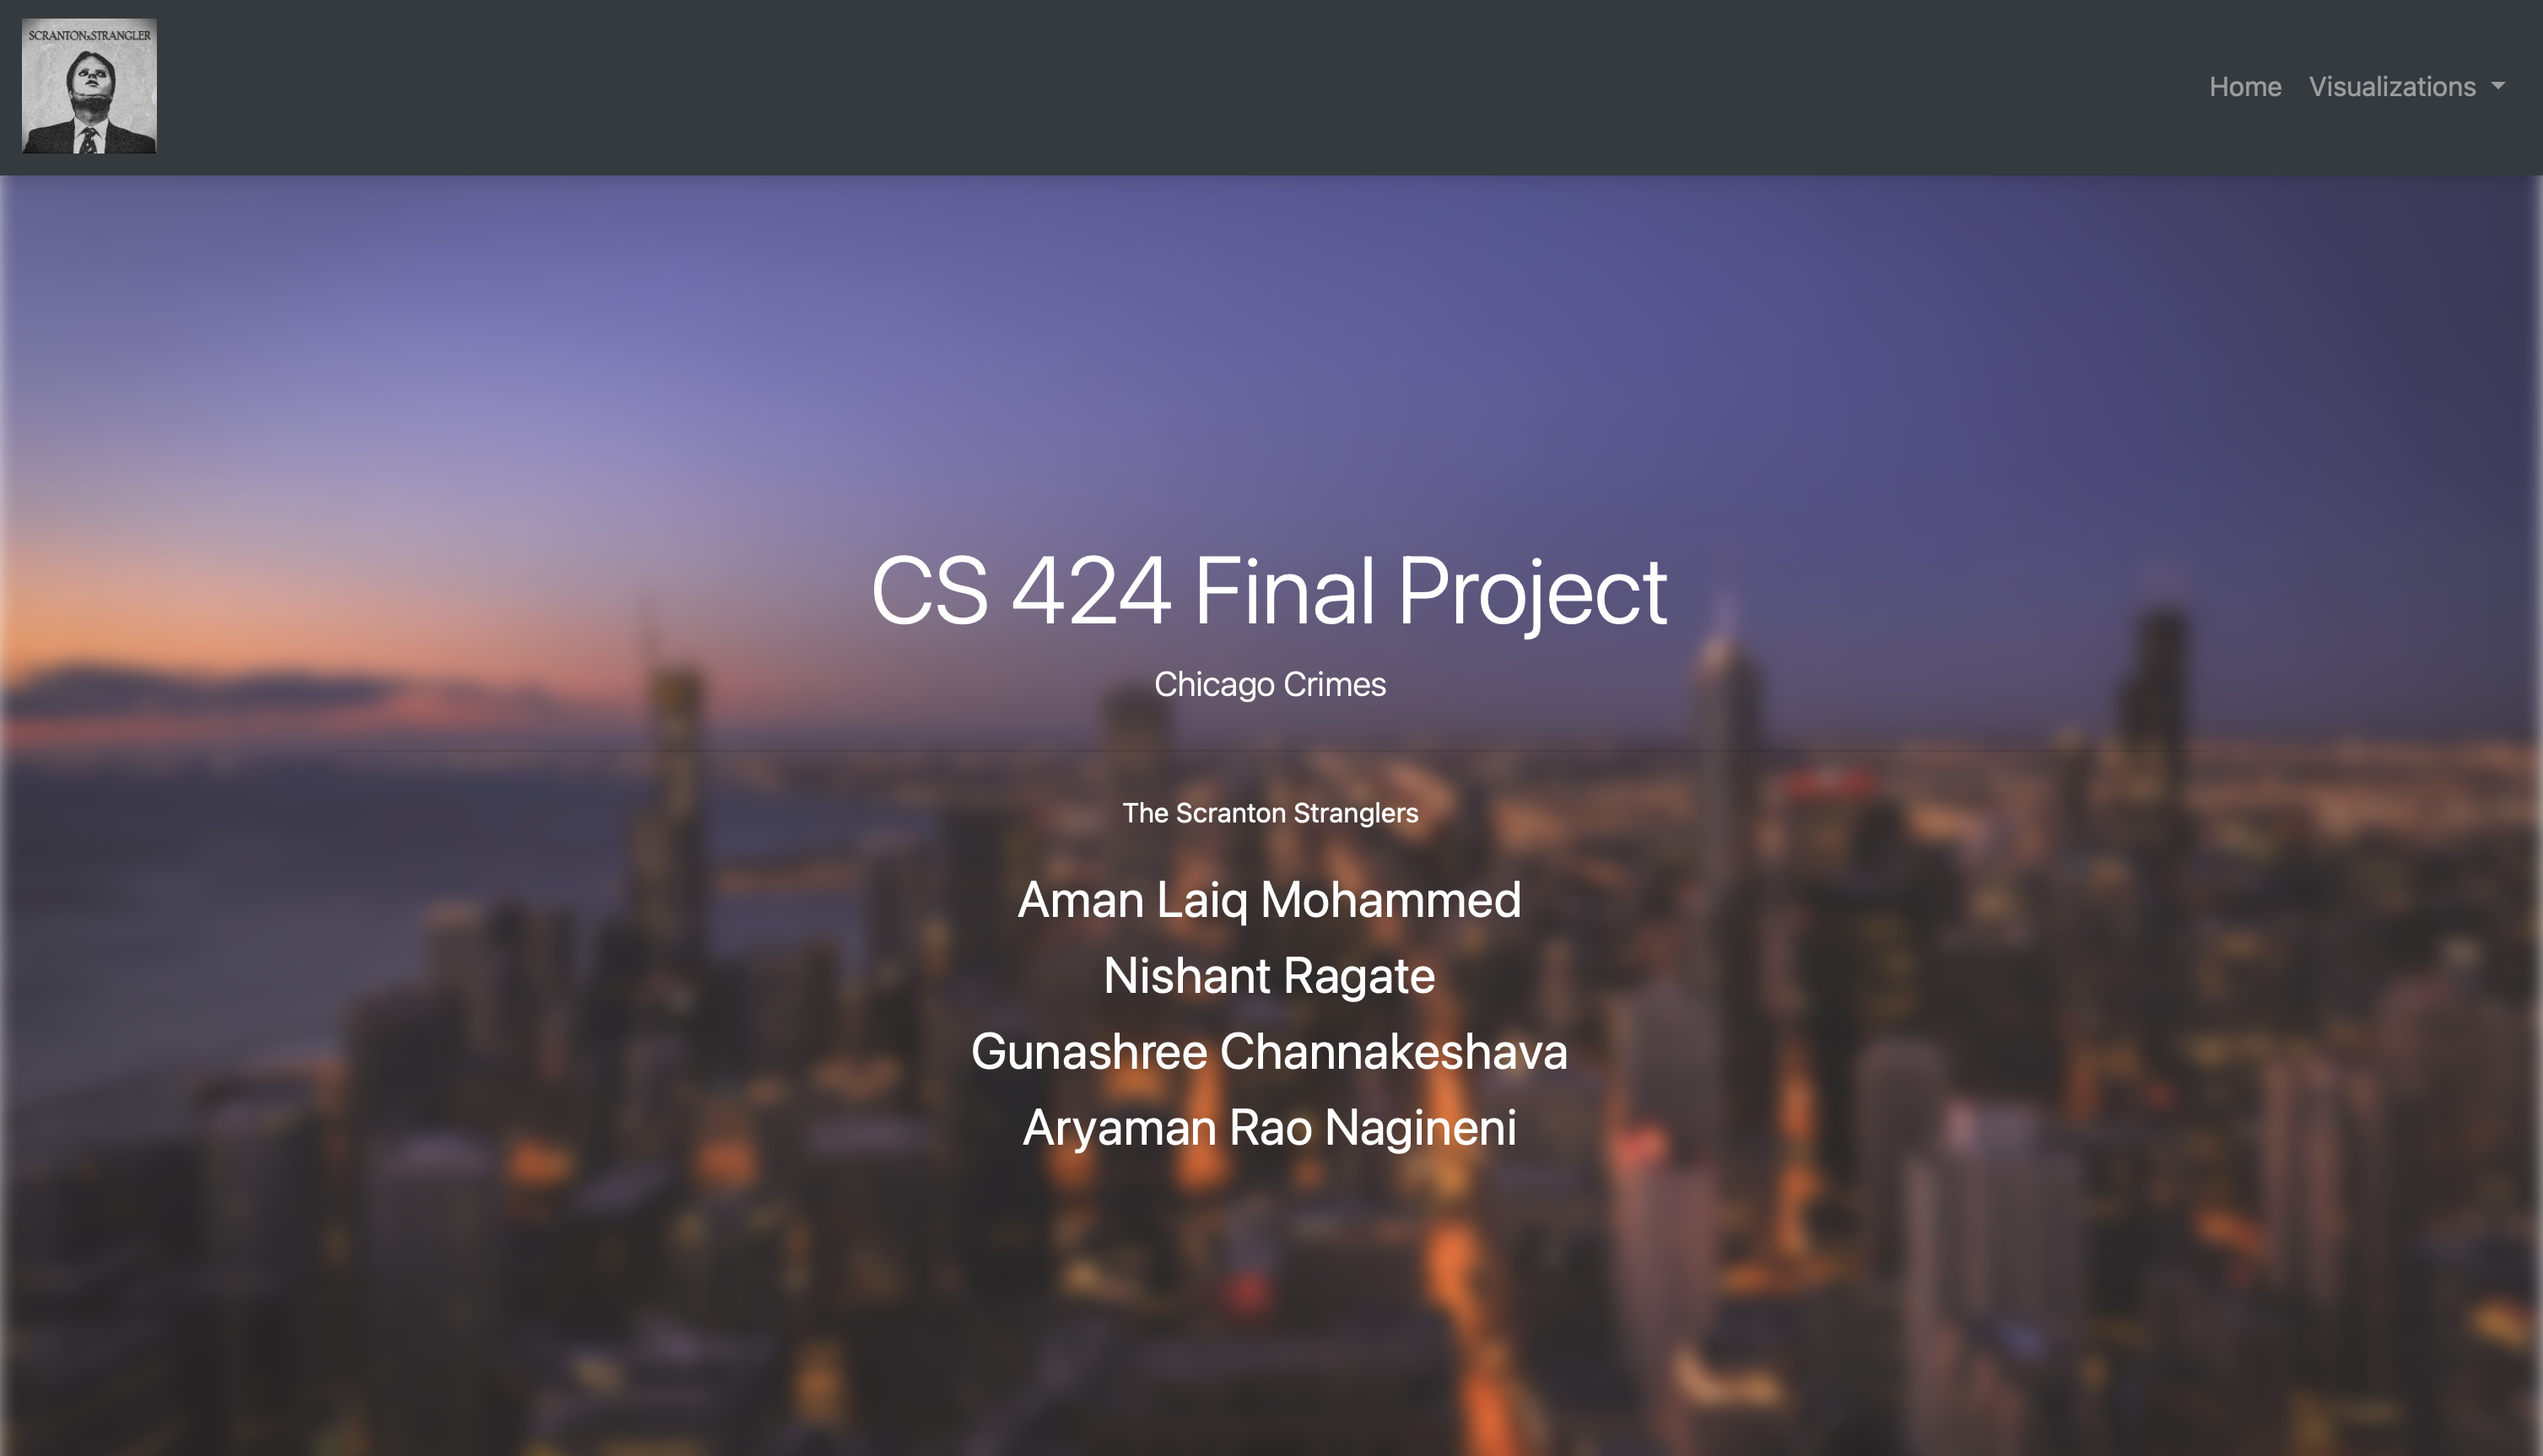 SCRANTONxSTRANGLER
Home Visualizations
CS 424 Final Project
Chicago Crimes
The Scranton Stranglers
Aman Laiq Mohammed
Nishant Ragate
Gunashree Channakeshava
Aryaman Rao Nagineni